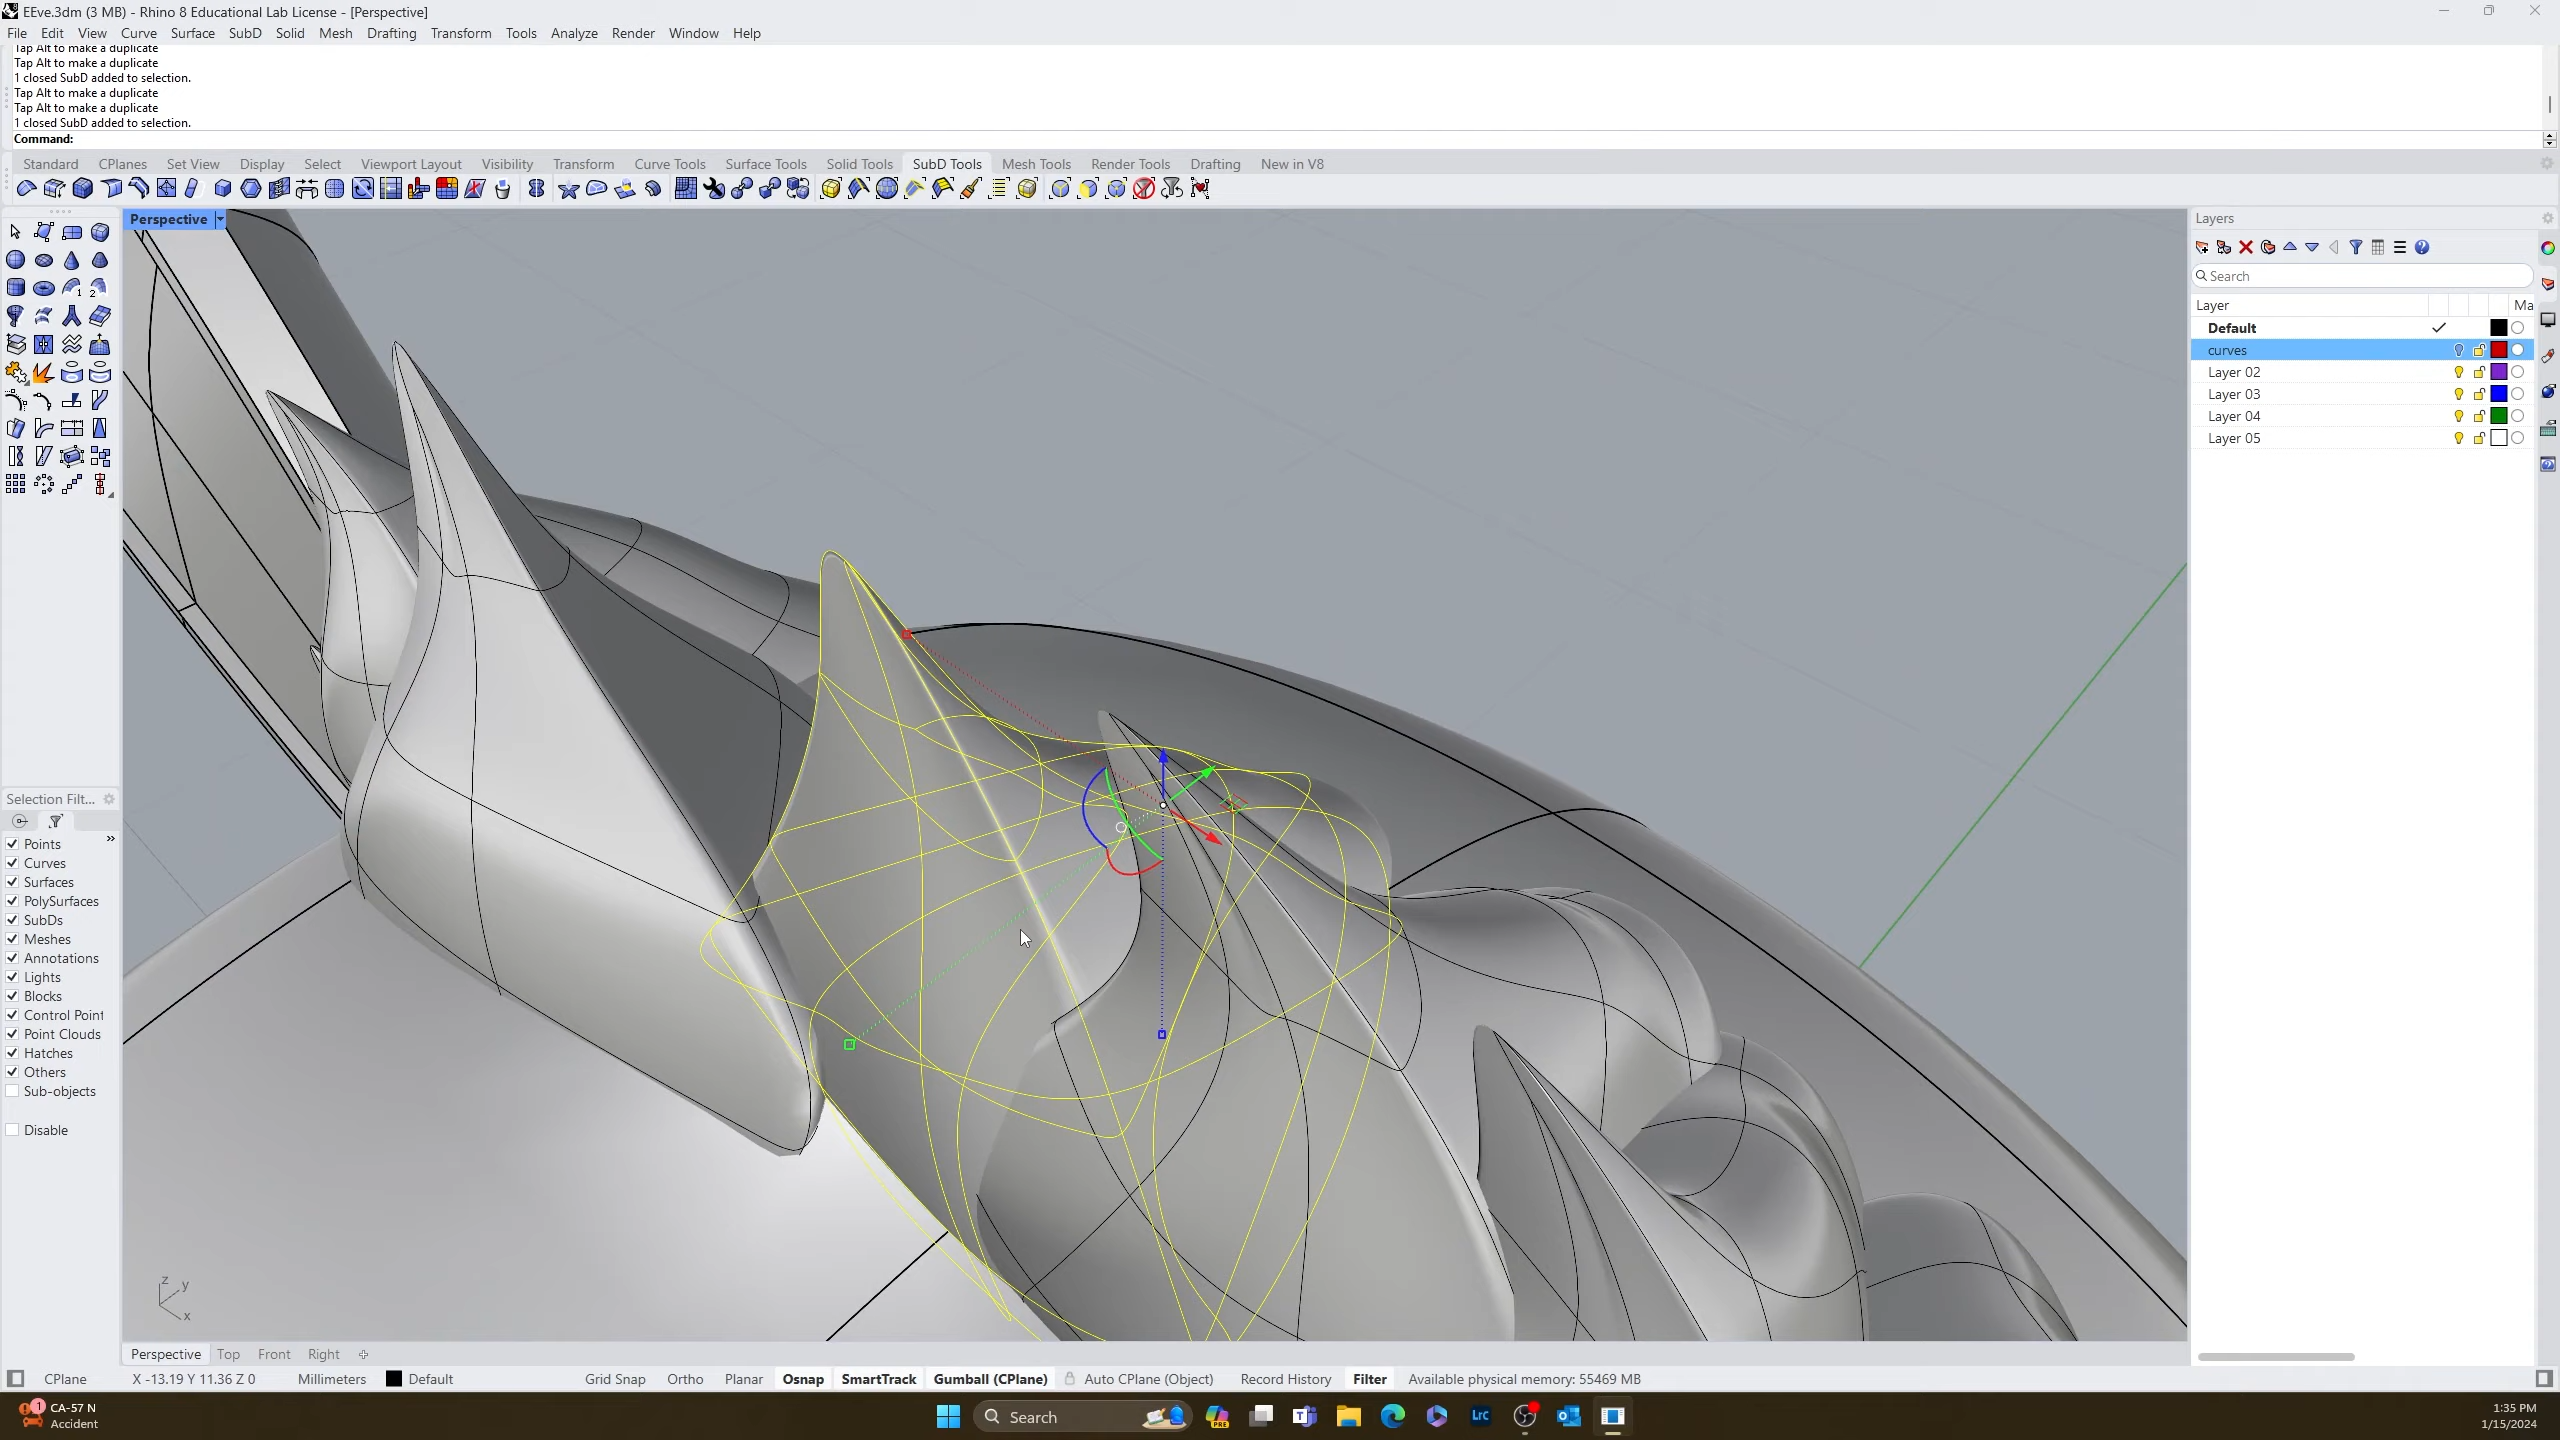 EEve.3dm (3 MB) - Rhino 8 Educational Lab License - [Perspective]
File Edit View Curve Surface SubD Solid Mesh Drafting Transform Tools Analyze Render Window Help
Tap Alt to make a duplicate
Tap Alt to make a duplicate
1 closed SubD added to selection.
Tap Alt to make a duplicate
Tap Alt to make a duplicate
1 closed SubD added to selection.
Command:
Standard CPlanes Set View Display Select Viewport Layout Visibility Transform Curve Tools Surface Tools Solid Tools SubD Tools Mesh Tools Render Tools Drafting New in V8
Perspective
Layers
Search
Layer Ma
Default
curves
Layer 02
Layer 03
Layer 04
Layer 05
1
2
Selection Filt...
Points
Curves
Surfaces
PolySurfaces
SubDs
Meshes
Annotations
Lights
Blocks
Control Point
Point Clouds
Hatches
Others
Sub-objects
Disable
z y
x
Perspective Top Front Right
CPlane X -13.19 Y 11.36 Z 0 Millimeters Default Grid Snap Ortho Planar Osnap SmartTrack Gumball (CPlane) Auto CPlane (Object) Record History Filter Available physical memory: 55469 MB
1
CA-57 N
Accident
Search
PRE
Lrc
1:35 PM
1/15/2024